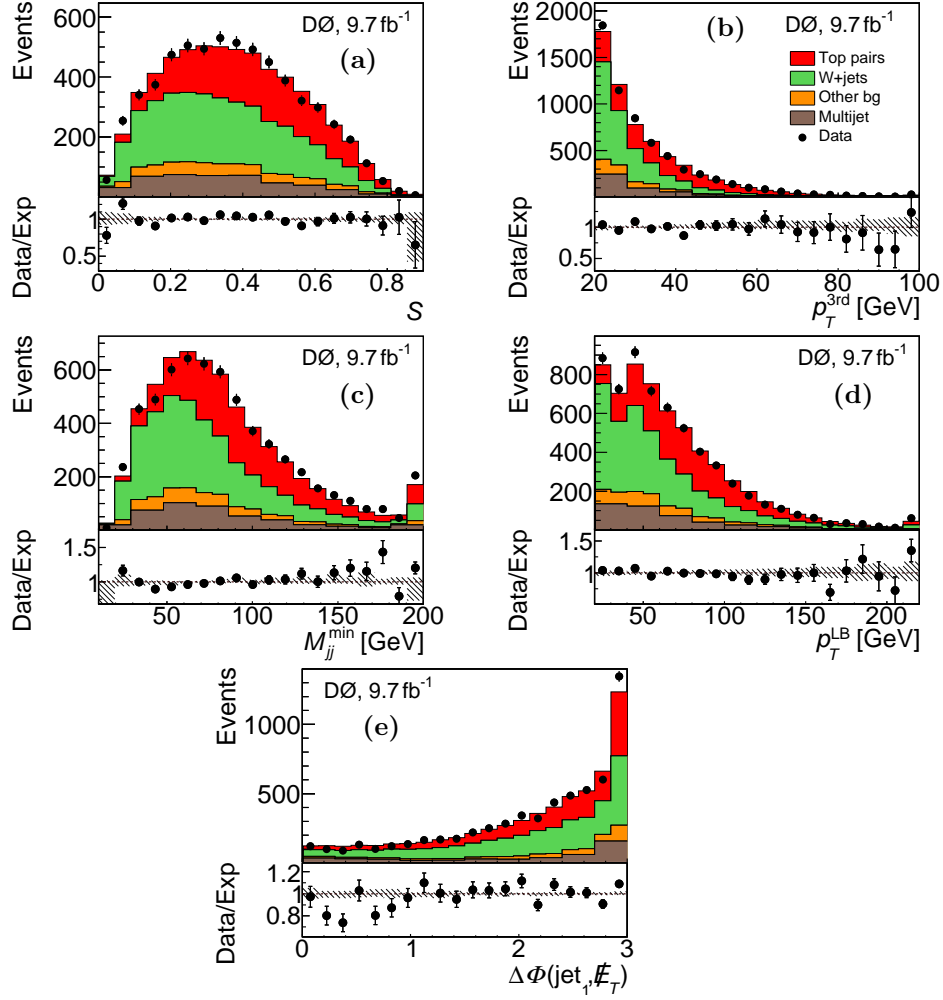 Events
600
400
200
DØ, 9.7 fb⁻¹
(a)
Data/Exp
1
0.5
0 0.2 0.4 0.6 0.8
S
Events
2000
1500
1000
500
(b) DØ, 9.7 fb⁻¹
Top pairs
W+jets
Other bg
Multijet
Data
Data/Exp
1
0.5
20 40 60 80 100
p_T^3rd [GeV]
Events
600
400
200
DØ, 9.7 fb⁻¹
(c)
Data/Exp
1.5
1
50 100 150 200
M_jj^min [GeV]
Events
800
600
400
200
DØ, 9.7 fb⁻¹
(d)
Data/Exp
1.5
1
50 100 150 200
p_T^LB [GeV]
Events
1000
500
DØ, 9.7 fb⁻¹
(e)
Data/Exp
1.2
1
0.8
0 1 2 3
ΔΦ(jet₁, E̸_T)